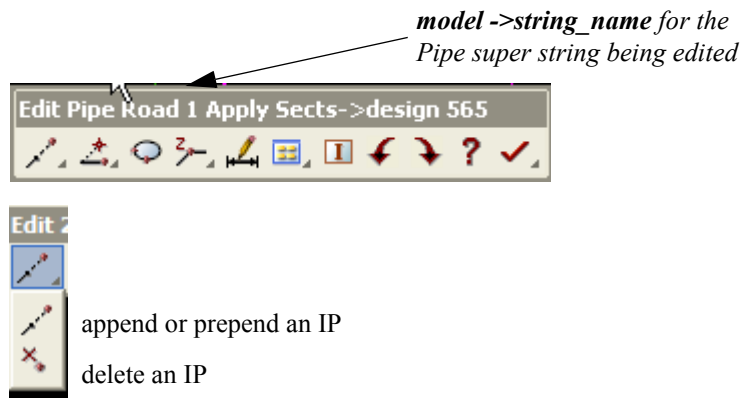 model ->string_name for the
Pipe super string being edited
Edit Pipe Road 1 Apply Sects->design 565
Z
?
Edit 2
append or prepend an IP
delete an IP